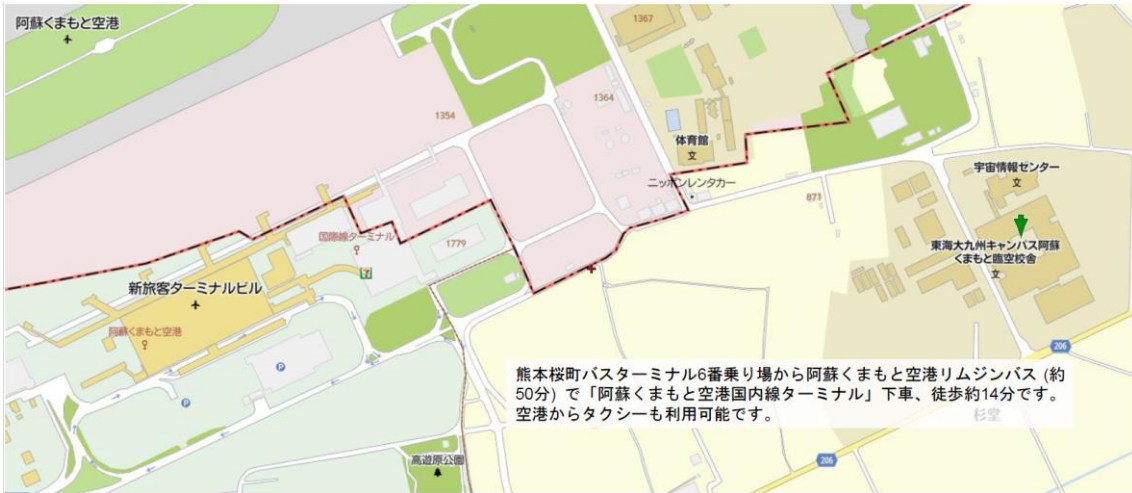 阿蘇くまもと空港
1367
1354
1364
体育館
文
ニッポンレンタカー
873
宇宙情報センター
文
東海大九州キャンパス阿蘇
くまもと臨空校舎
文
国際線ターミナル
1779
7
新旅客ターミナルビル
阿蘇くまもと空港
P
P
206
熊本桜町バスターミナル6番乗り場から阿蘇くまもと空港リムジンバス (約
50分) で「阿蘇くまもと空港国内線ターミナル」下車、徒歩約14分です。
空港からタクシーも利用可能です。
杉堂
206
高遊原公園